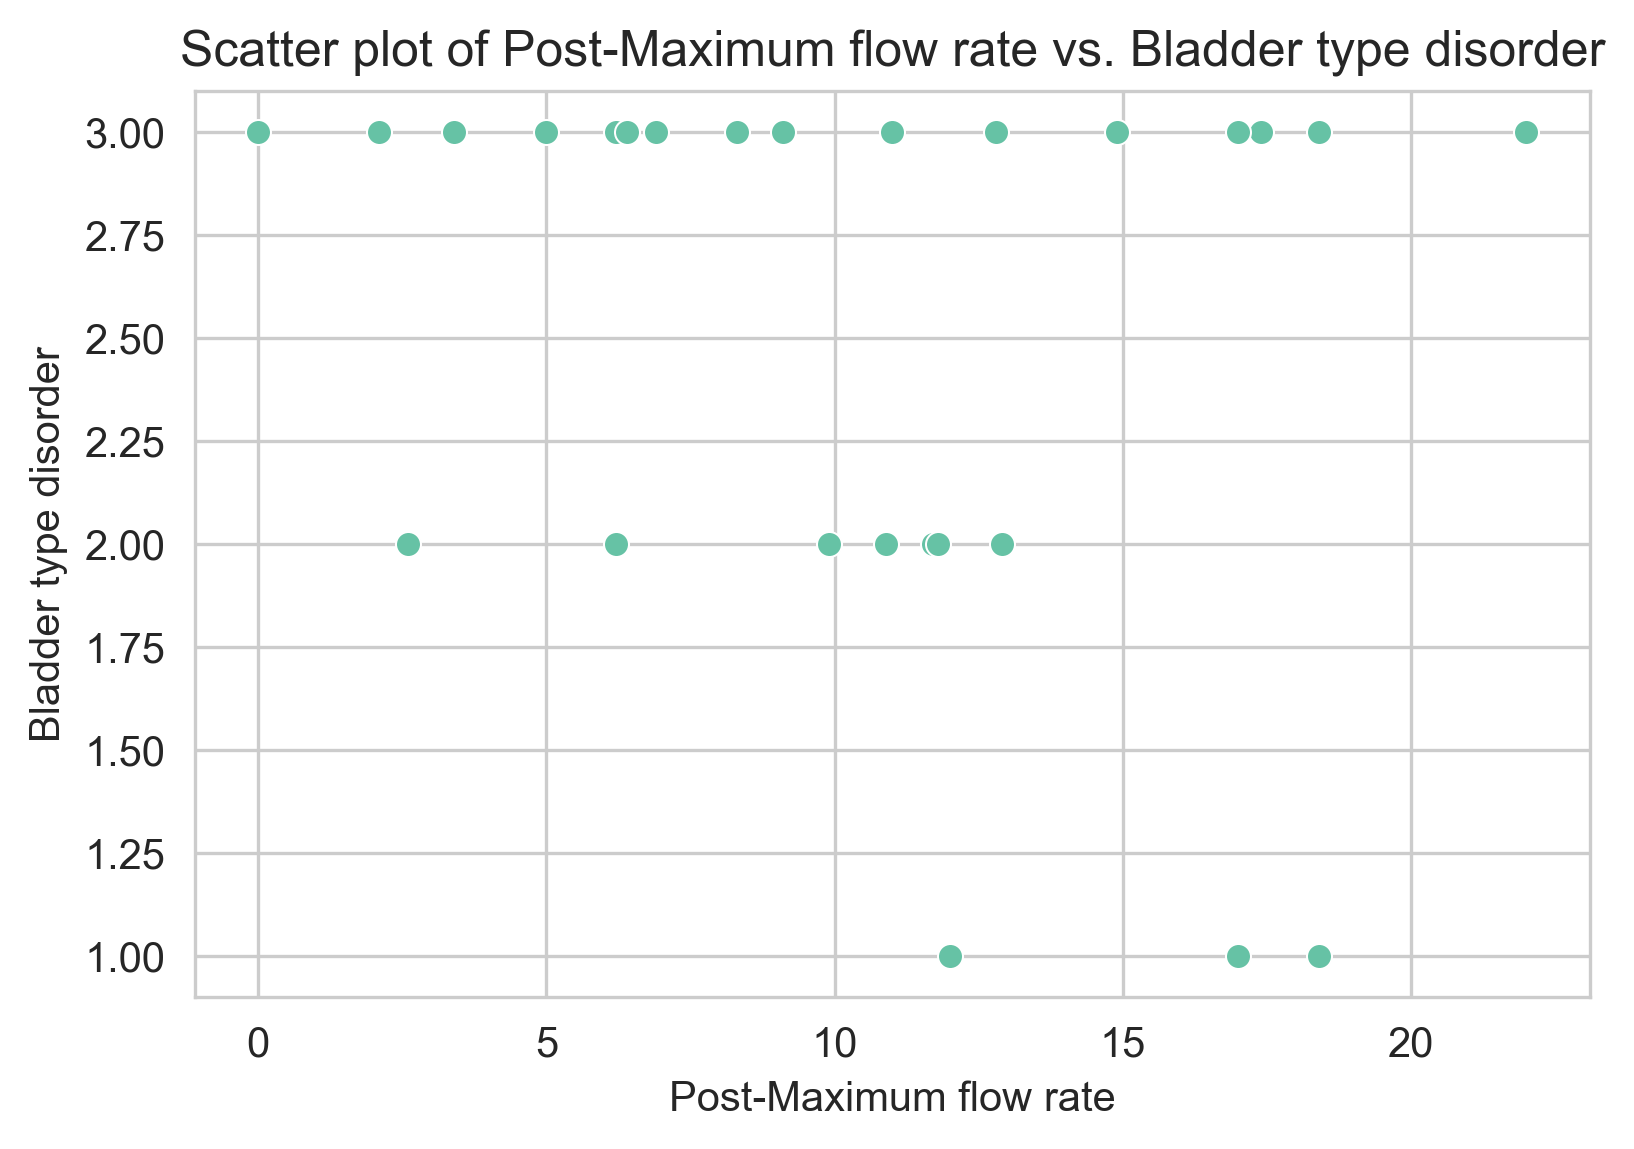 Scatter plot of Post-Maximum flow rate vs. Bladder type disorder
3.00
2.75
2.50
2.25
2.00
1.75
1.50
1.25
1.00
Bladder type disorder
0 5 10 15 20
Post-Maximum flow rate